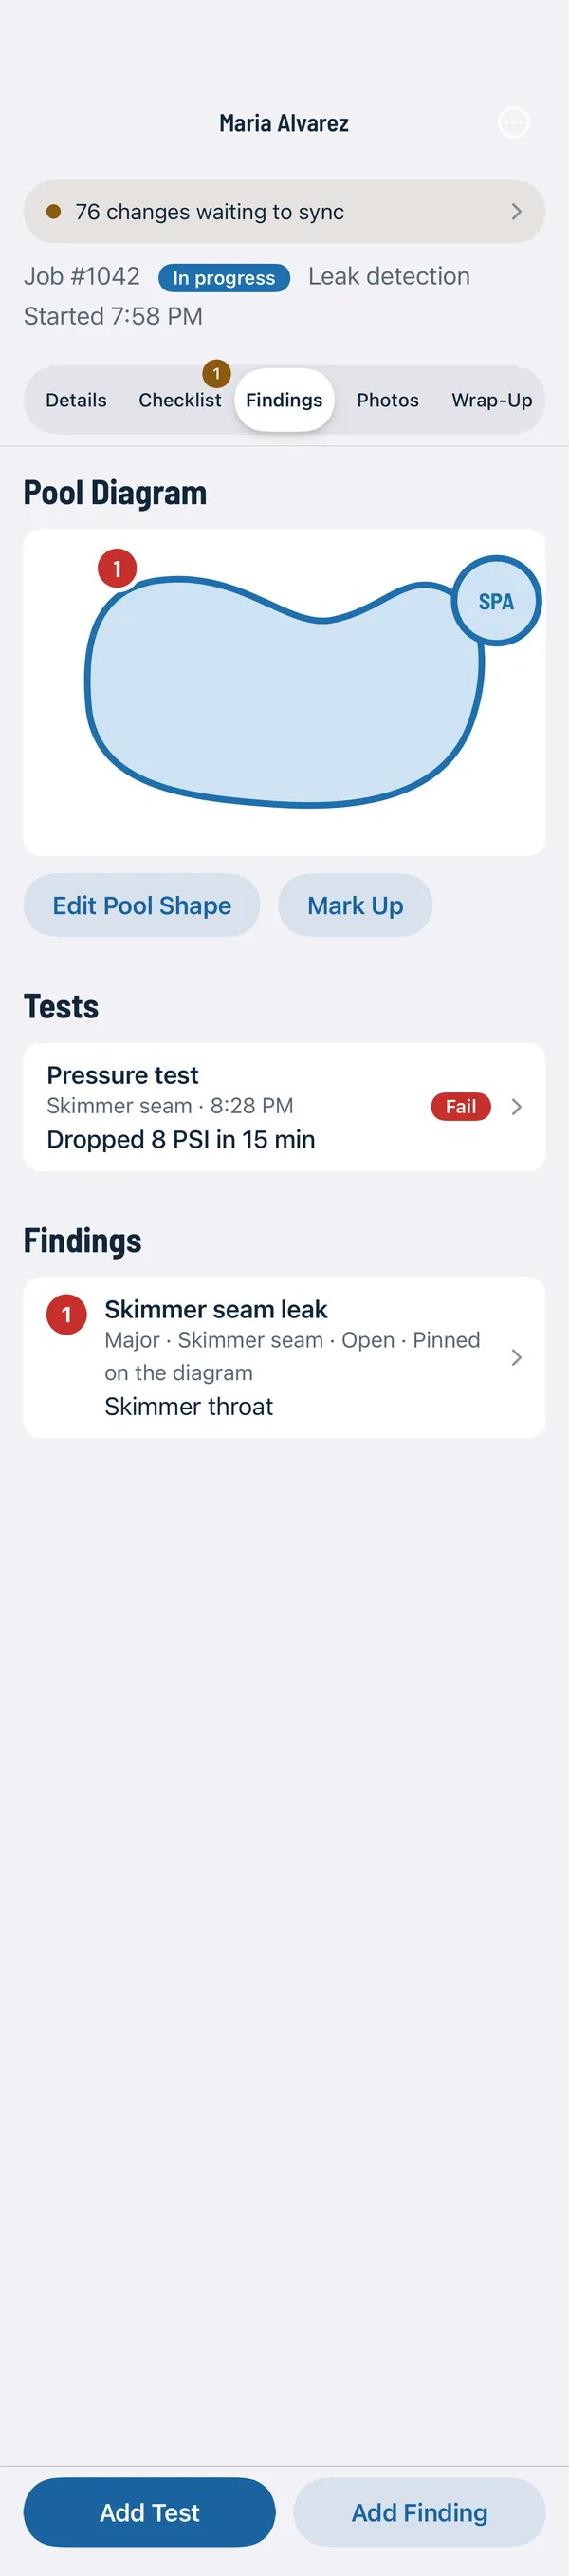 Maria Alvarez
76 changes waiting to sync
Job #1042 In progress Leak detection
Started 7:58 PM
1
Details Checklist Findings Photos Wrap-Up
Pool Diagram
1
SPA
Edit Pool Shape Mark Up
Tests
Pressure test
Skimmer seam · 8:28 PM
Fail
Dropped 8 PSI in 15 min
Findings
1 Skimmer seam leak
Major · Skimmer seam · Open · Pinned
on the diagram
Skimmer throat
Add Test Add Finding